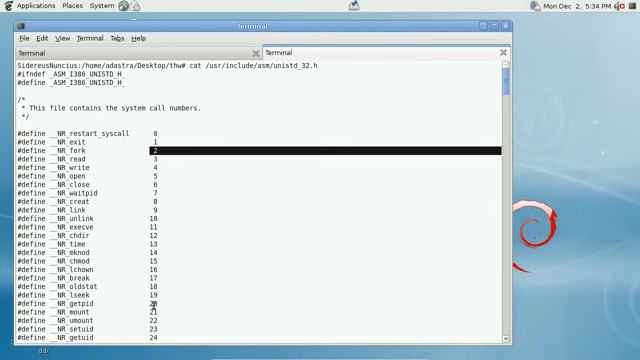 Applications Places System
Mon Dec 2, 5:34 PM
Terminal
File Edit View Terminal Tabs Help
Terminal
Terminal
SidereusNuncius:/home/adastra/Desktop/thw# cat /usr/include/asm/unistd_32.h
#ifndef _ASM_I386_UNISTD_H_
#define _ASM_I386_UNISTD_H_
/*
* This file contains the system call numbers.
*/
#define __NR_restart_syscall 0
#define __NR_exit 1
#define __NR_fork 2
#define __NR_read 3
#define __NR_write 4
#define __NR_open 5
#define __NR_close 6
#define __NR_waitpid 7
#define __NR_creat 8
#define __NR_link 9
#define __NR_unlink 10
#define __NR_execve 11
#define __NR_chdir 12
#define __NR_time 13
#define __NR_mknod 14
#define __NR_chmod 15
#define __NR_lchown 16
#define __NR_break 17
#define __NR_oldstat 18
#define __NR_lseek 19
#define __NR_getpid 20
#define __NR_mount 21
#define __NR_umount 22
#define __NR_setuid 23
#define __NR_getuid 24
ddr